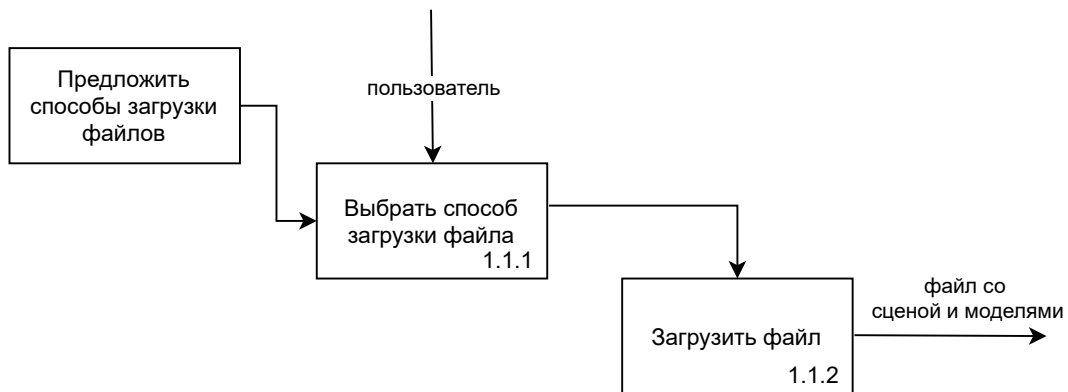 Предложить
способы загрузки
файлов
пользователь
Выбрать способ
загрузки файла
1.1.1
Загрузить файл
1.1.2
файл со
сценой и моделями